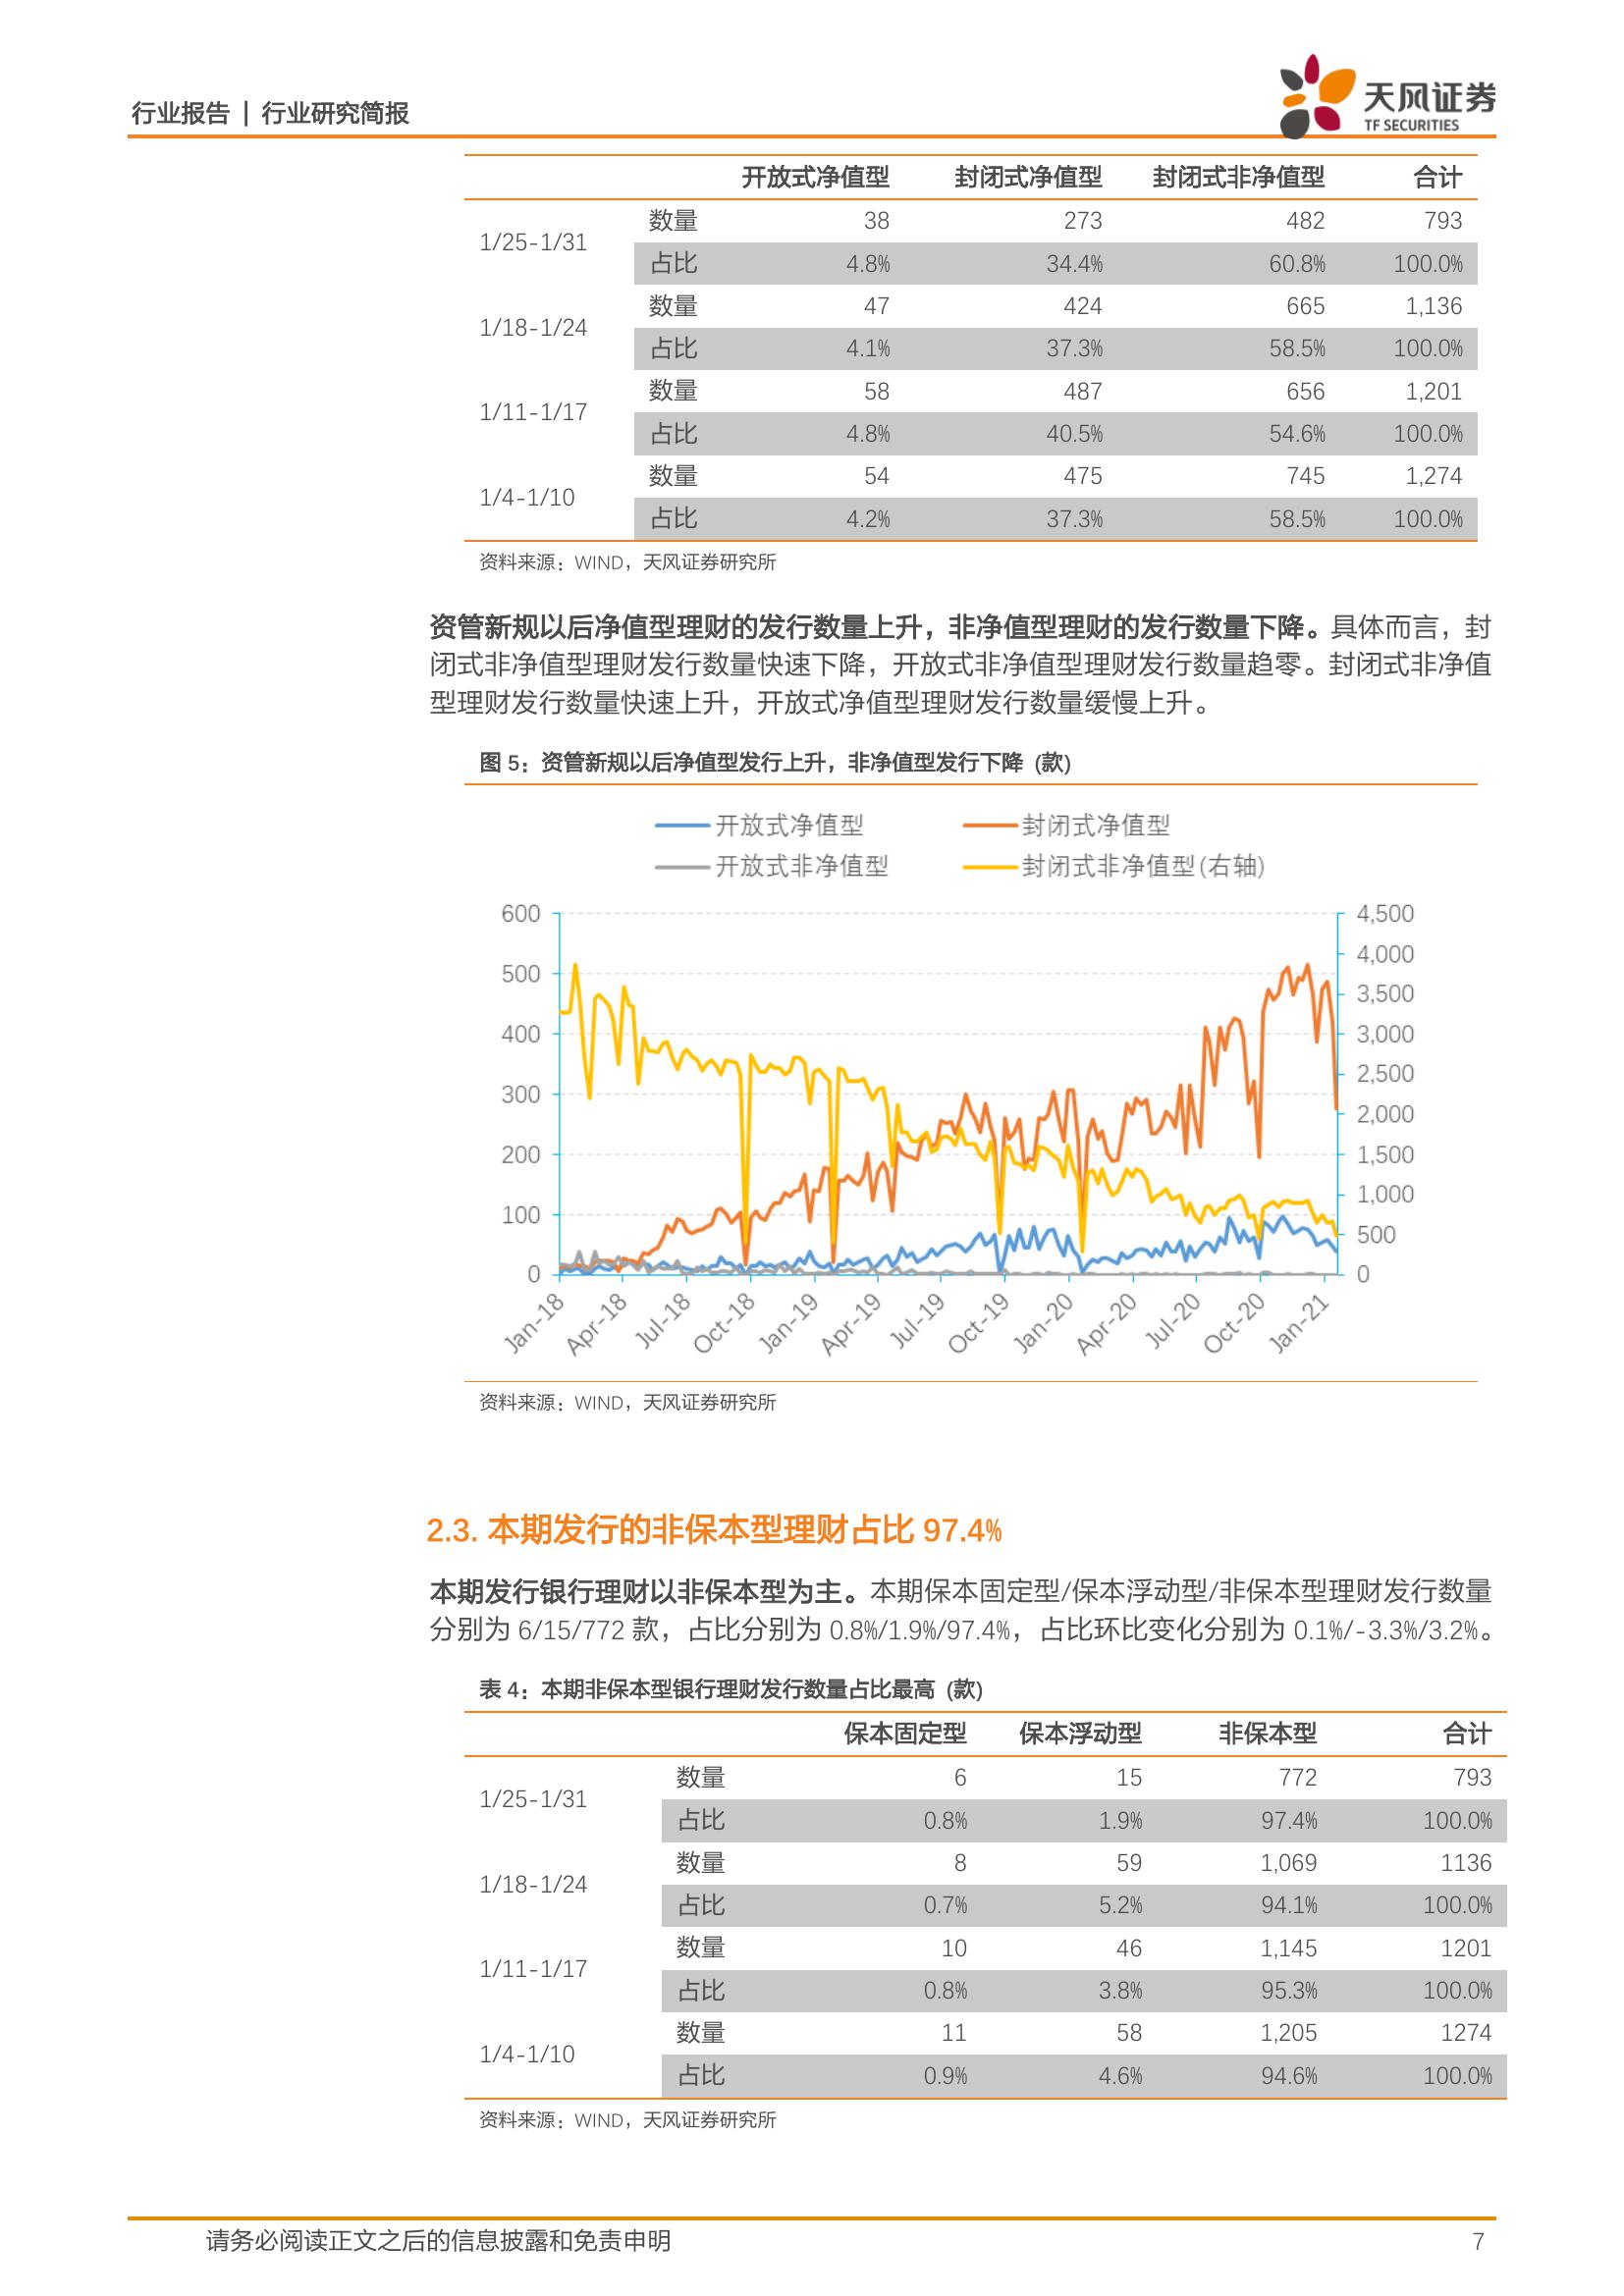 行业报告 | 行业研究简报
天风证券
TF SECURITIES
开放式净值型 封闭式净值型 封闭式非净值型 合计
1/25-1/31
数量 38 273 482 793
占比 4.8% 34.4% 60.8% 100.0%
1/18-1/24
数量 47 424 665 1,136
占比 4.1% 37.3% 58.5% 100.0%
1/11-1/17
数量 58 487 656 1,201
占比 4.8% 40.5% 54.6% 100.0%
1/4-1/10
数量 54 475 745 1,274
占比 4.2% 37.3% 58.5% 100.0%
资料来源：WIND，天风证券研究所
资管新规以后净值型理财的发行数量上升，非净值型理财的发行数量下降。具体而言，封
闭式非净值型理财发行数量快速下降，开放式非净值型理财发行数量趋零。封闭式非净值
型理财发行数量快速上升，开放式净值型理财发行数量缓慢上升。
图 5：资管新规以后净值型发行上升，非净值型发行下降（款）
开放式净值型 封闭式净值型
开放式非净值型 封闭式非净值型(右轴)
600
500
400
300
200
100
0
4,500
4,000
3,500
3,000
2,500
2,000
1,500
1,000
500
0
Jan-18 Apr-18 Jul-18 Oct-18 Jan-19 Apr-19 Jul-19 Oct-19 Jan-20 Apr-20 Jul-20 Oct-20 Jan-21
资料来源：WIND，天风证券研究所
2.3. 本期发行的非保本型理财占比 97.4%
本期发行银行理财以非保本型为主。本期保本固定型/保本浮动型/非保本型理财发行数量
分别为 6/15/772 款，占比分别为 0.8%/1.9%/97.4%，占比环比变化分别为 0.1%/-3.3%/3.2%。
表 4：本期非保本型银行理财发行数量占比最高（款）
保本固定型 保本浮动型 非保本型 合计
1/25-1/31
数量 6 15 772 793
占比 0.8% 1.9% 97.4% 100.0%
1/18-1/24
数量 8 59 1,069 1136
占比 0.7% 5.2% 94.1% 100.0%
1/11-1/17
数量 10 46 1,145 1201
占比 0.8% 3.8% 95.3% 100.0%
1/4-1/10
数量 11 58 1,205 1274
占比 0.9% 4.6% 94.6% 100.0%
资料来源：WIND，天风证券研究所
请务必阅读正文之后的信息披露和免责申明 7